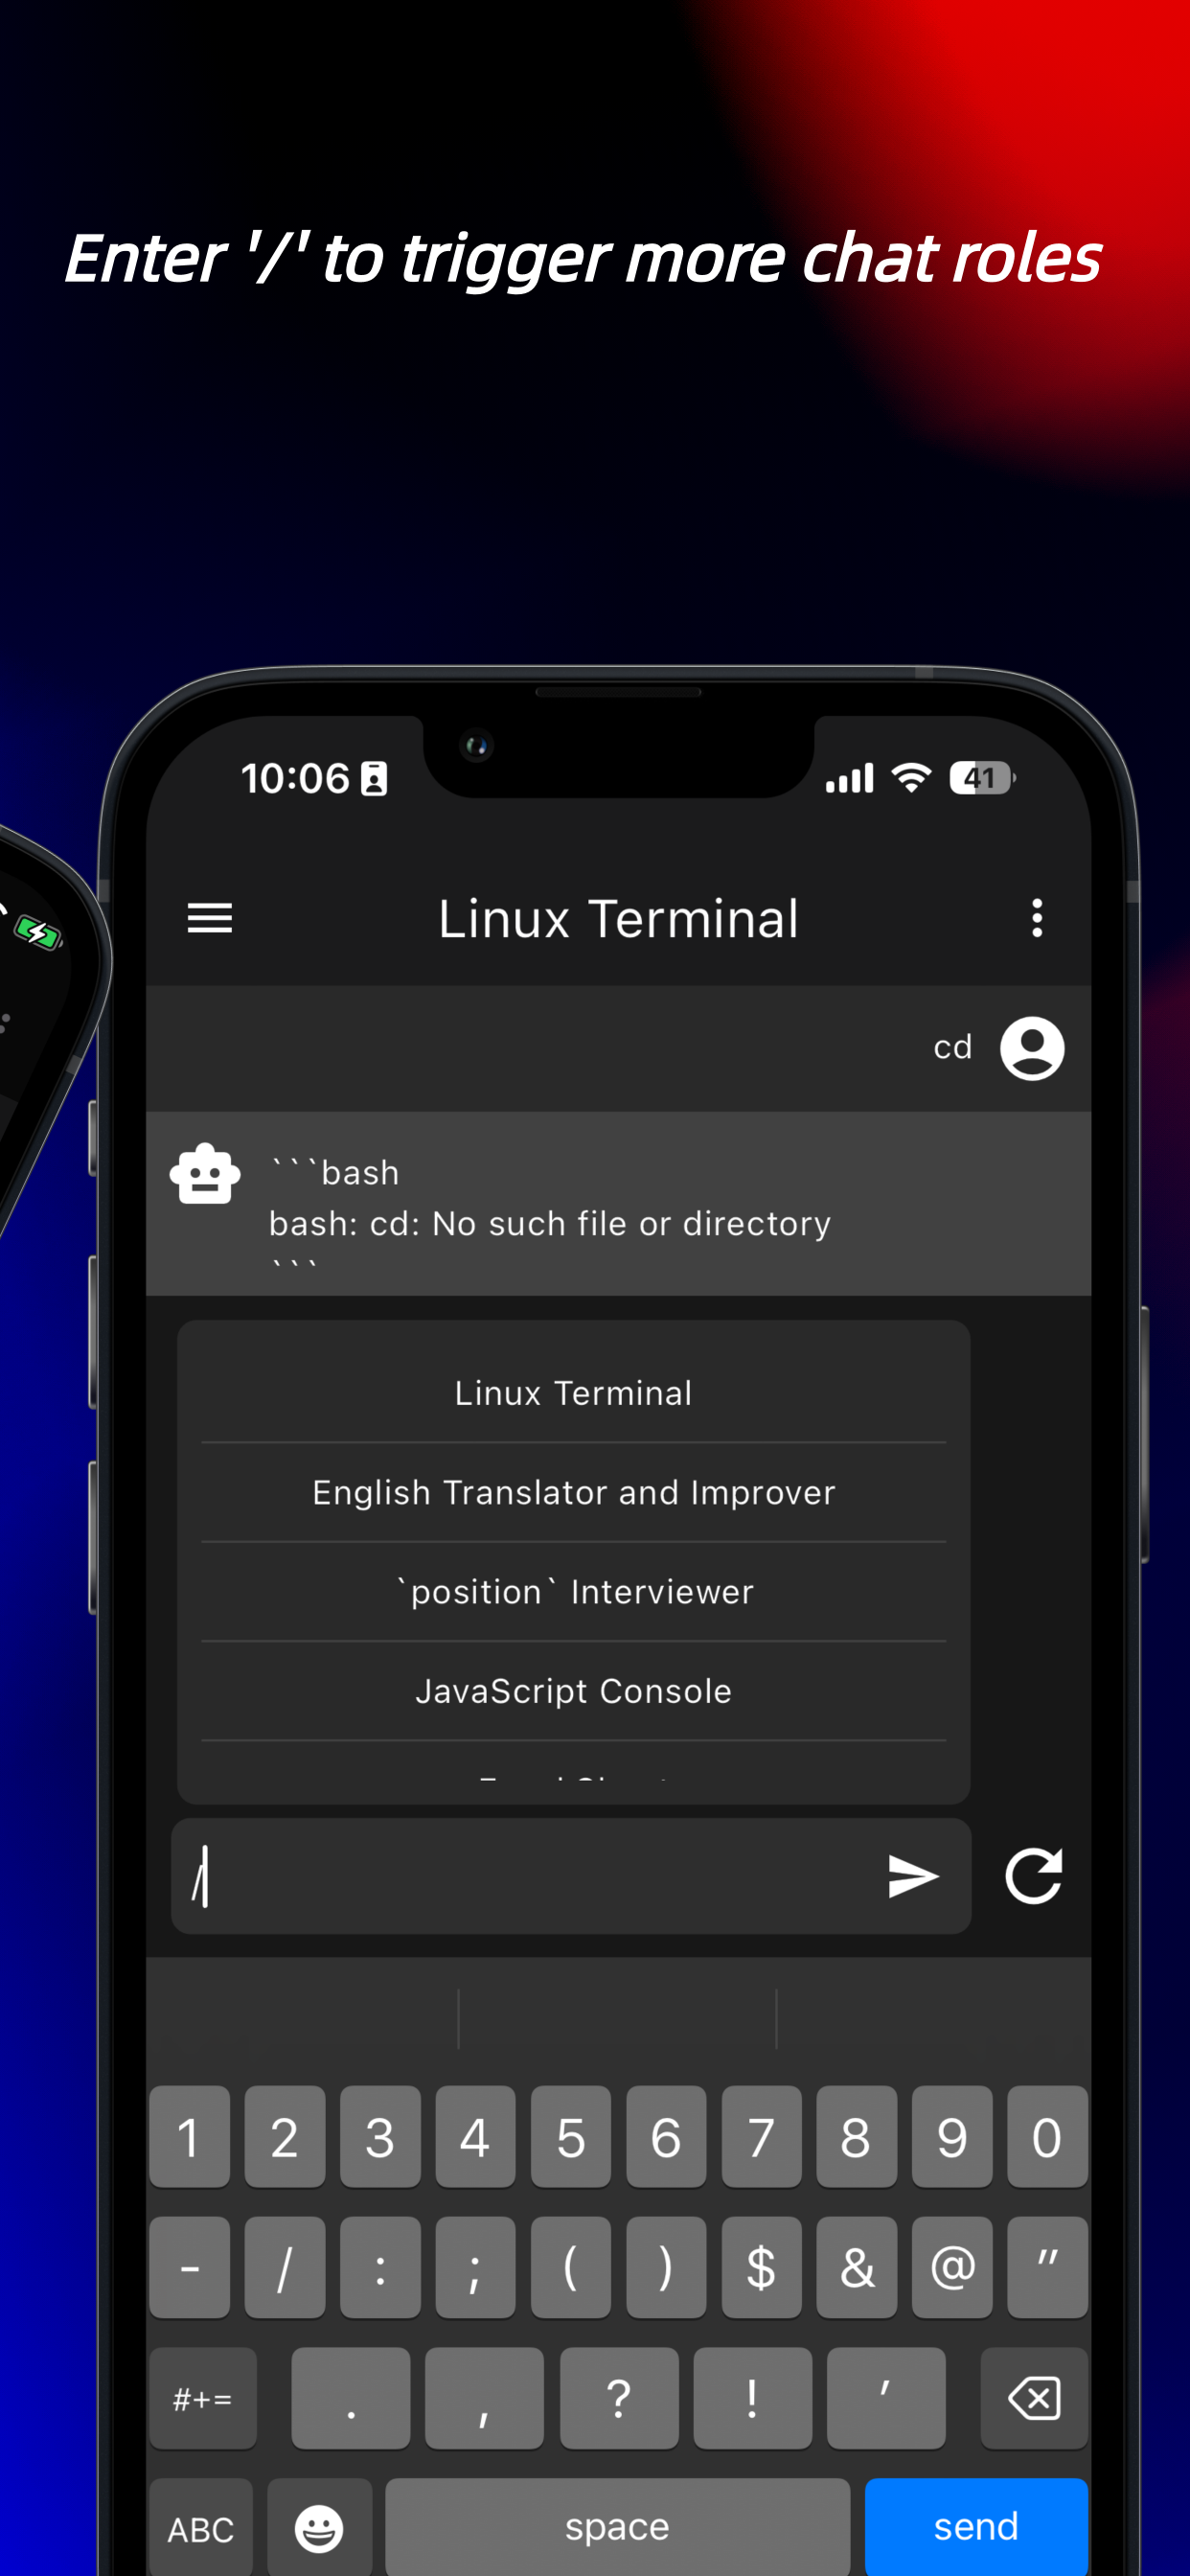 Enter '/' to trigger more chat roles
10:06
41
Linux Terminal
cd
```bash
bash: cd: No such file or directory
```
Linux Terminal
English Translator and Improver
`position` Interviewer
JavaScript Console
/
1 2 3 4 5 6 7 8 9 0
- / : ; ( ) $ & @ "
#+= . , ? ! '
ABC space send